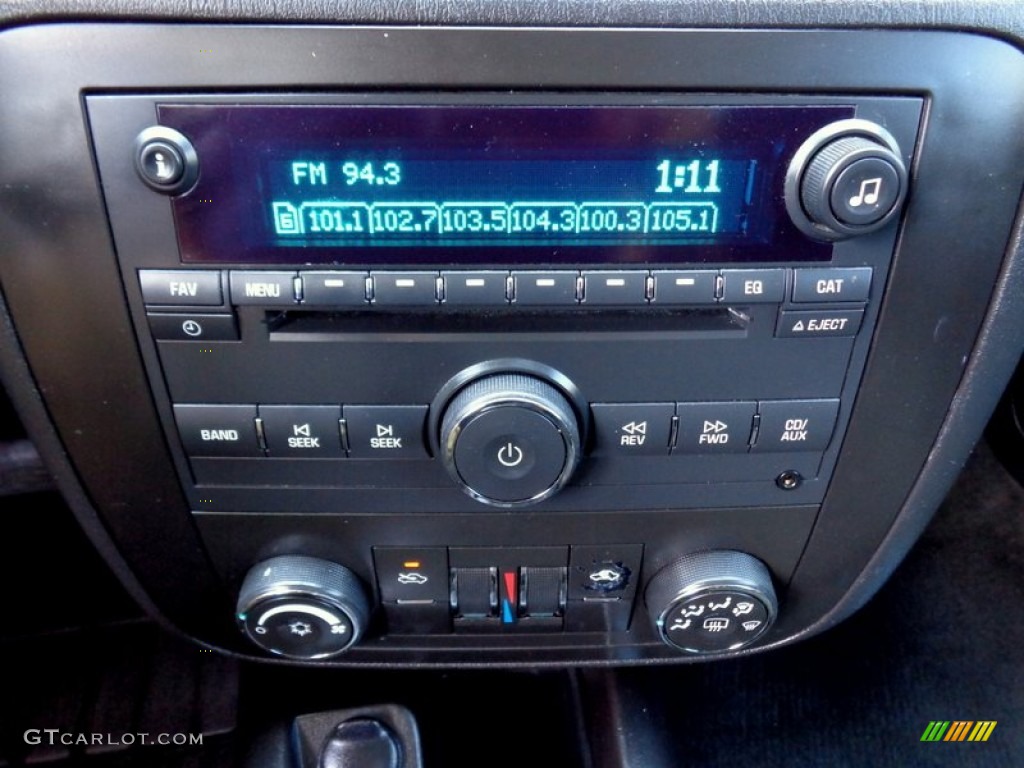 FM 94.3 1:11
6 101.1 102.7 103.5 104.3 100.3 105.1
FAV MENU EQ CAT
EJECT
BAND SEEK SEEK REV FWD CD/
AUX
GTCARLOT.COM